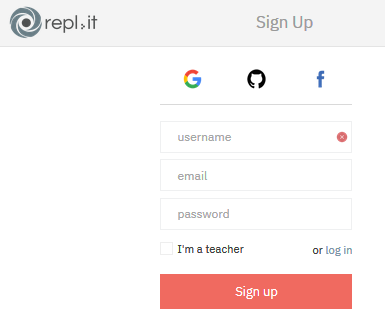 repl.it
Sign Up
username
email
password
I'm a teacher
or log in
Sign up